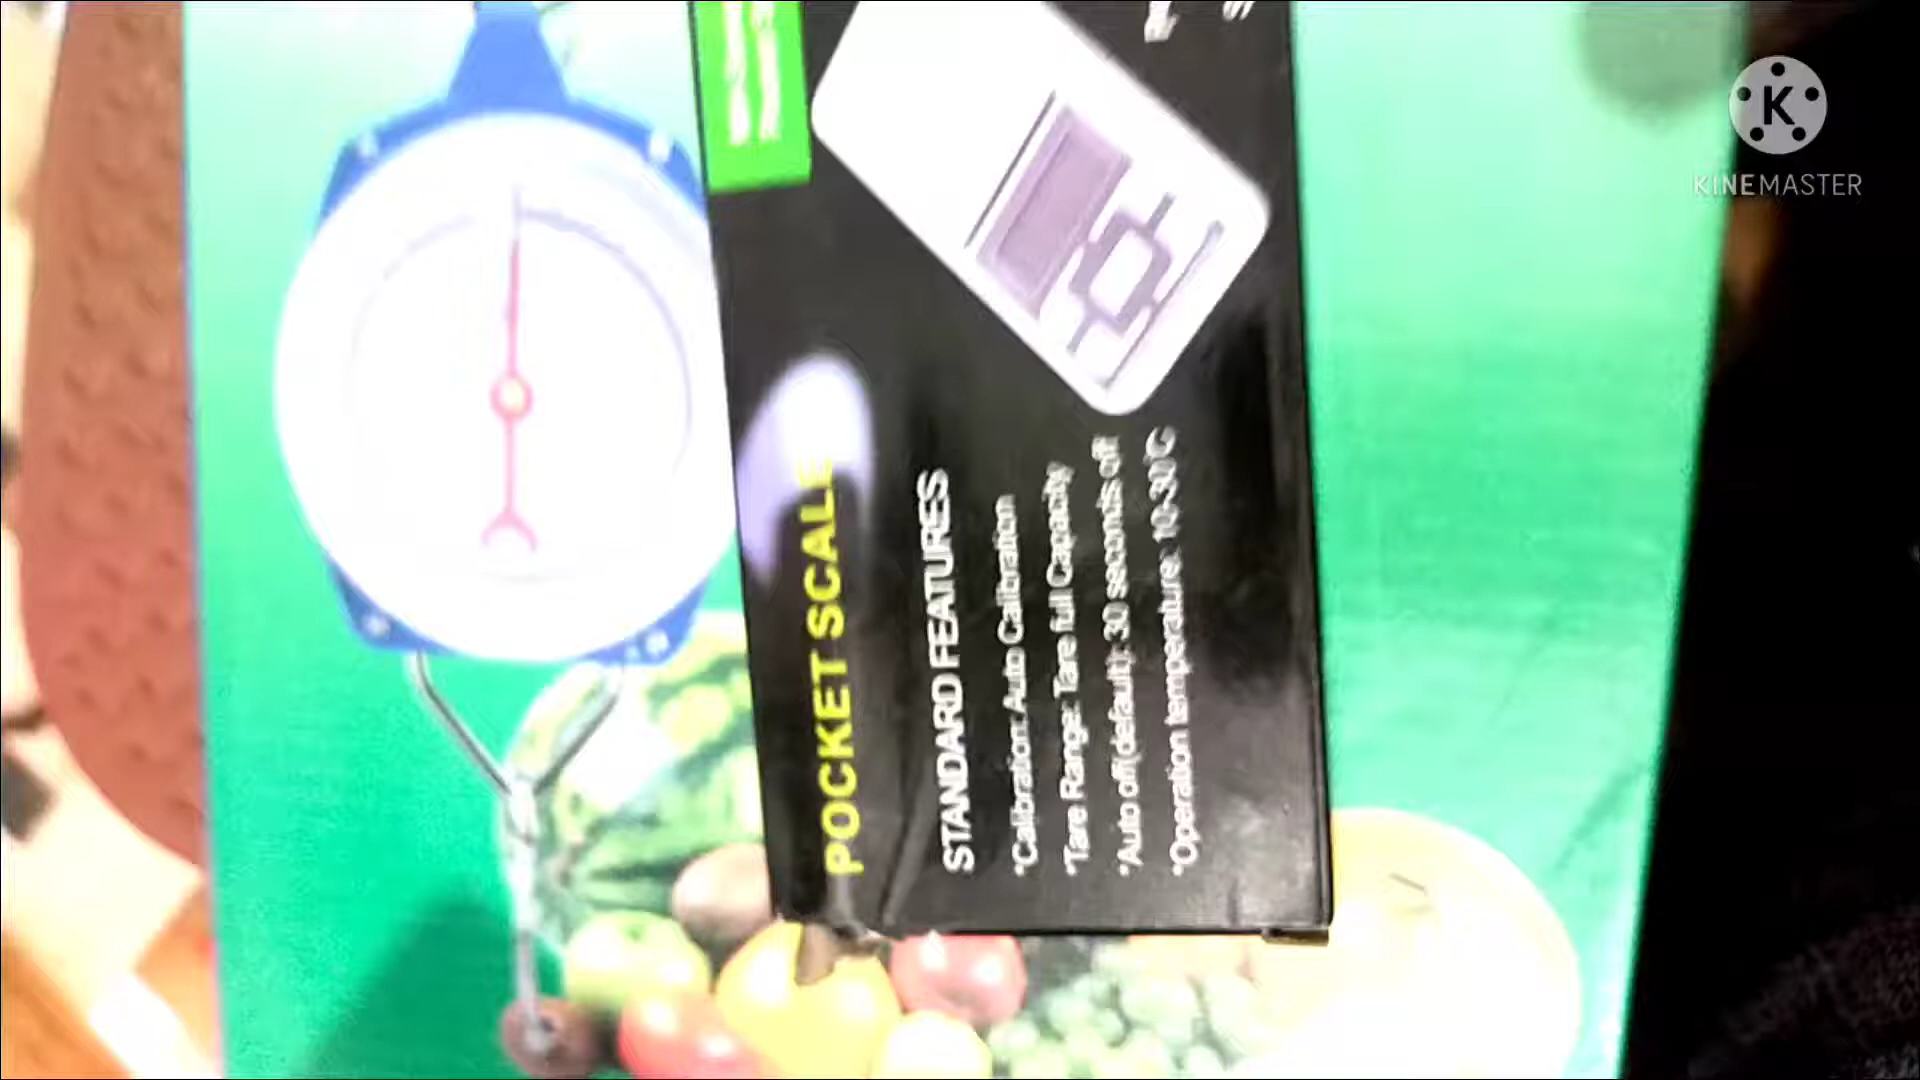 POCKET SCALE
STANDARD FEATURES
*Calibration: Auto Calibration
*Tare Range: Tare full Capacity
*Auto off(default): 30 seconds off
*Operation temperature: 10-30°C
K
KINEMASTER